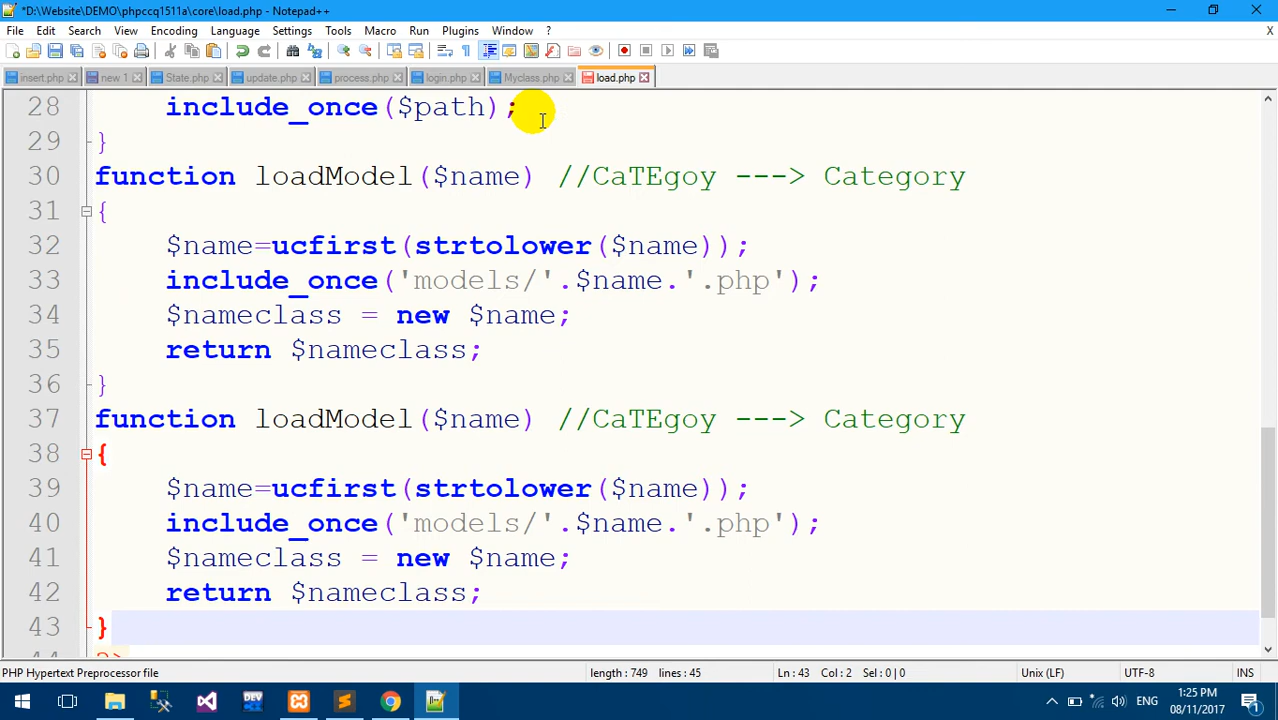 *D:\Website\DEMO\phpccq1511a\core\load.php - Notepad++
File Edit Search View Encoding Language Settings Tools Macro Run Plugins Window ? X
insert.php new 1 State.php update.php process.php login.php Myclass.php load.php
28 include_once($path);
29 }
30 function loadModel($name) //CaTEgoy ---> Category
31 {
32 $name=ucfirst(strtolower($name));
33 include_once('models/'.$name.'.php');
34 $nameclass = new $name;
35 return $nameclass;
36 }
37 function loadModel($name) //CaTEgoy ---> Category
38 {
39 $name=ucfirst(strtolower($name));
40 include_once('models/'.$name.'.php');
41 $nameclass = new $name;
42 return $nameclass;
43 }
44 ?>
PHP Hypertext Preprocessor file length : 749 lines : 45 Ln : 43 Col : 2 Sel : 0 | 0 Unix (LF) UTF-8 INS
ENG 1:25 PM
08/11/2017